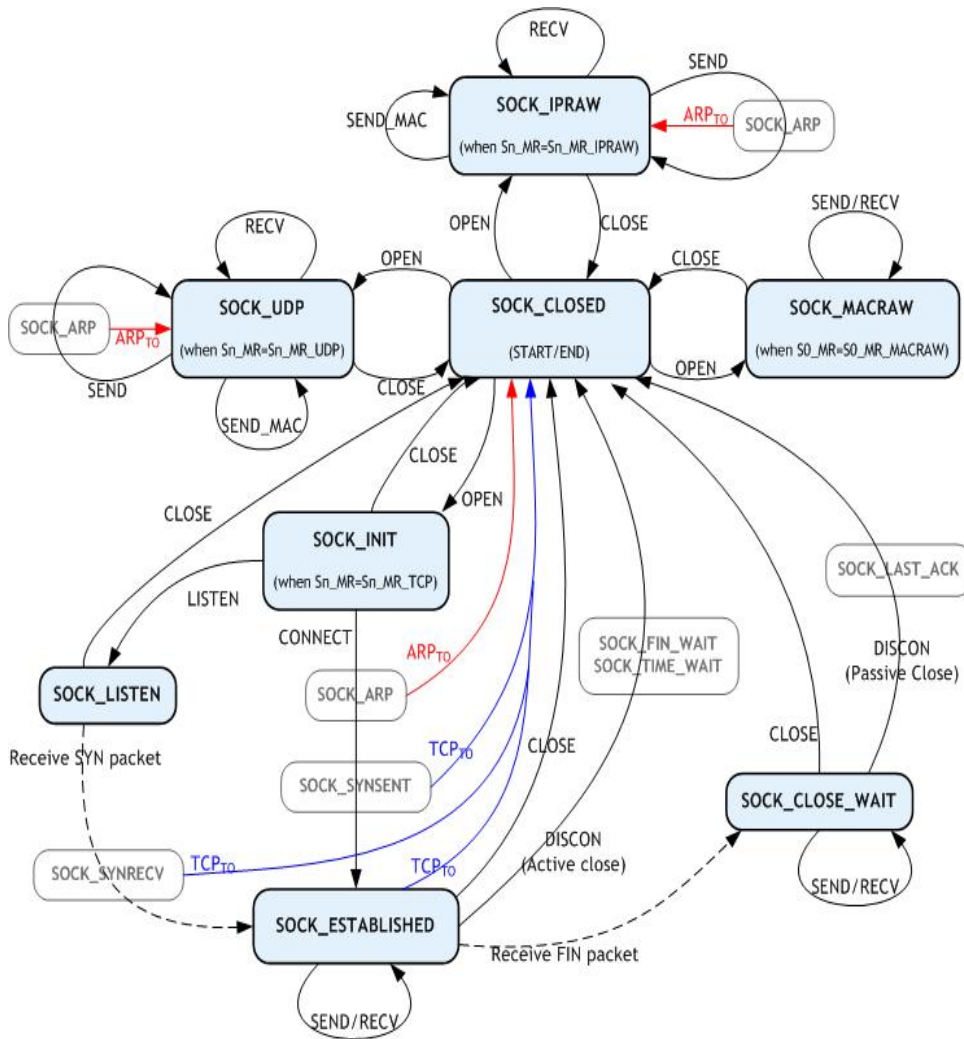 RECV
SEND
SOCK_IPRAW
(when Sn_MR=Sn_MR_IPRAW)
SEND_MAC
ARPTO
SOCK_ARP
OPEN
CLOSE
SEND/RECV
RECV
OPEN
CLOSE
SOCK_UDP
(when Sn_MR=Sn_MR_UDP)
SOCK_CLOSED
(START/END)
SOCK_MACRAW
(when S0_MR=S0_MR_MACRAW)
SOCK_ARP
ARPTO
SEND
CLOSE
OPEN
SEND_MAC
CLOSE
OPEN
CLOSE
SOCK_INIT
(when Sn_MR=Sn_MR_TCP)
LISTEN
CONNECT
SOCK_LAST_ACK
SOCK_FIN_WAIT
SOCK_TIME_WAIT
ARPTO
SOCK_ARP
DISCON
(Passive Close)
SOCK_LISTEN
Receive SYN packet
TCPTO
CLOSE
CLOSE
SOCK_SYNSENT
SOCK_CLOSE_WAIT
DISCON
(Active close)
SOCK_SYNRECV
TCPTO
TCPTO
SEND/RECV
SOCK_ESTABLISHED
Receive FIN packet
SEND/RECV